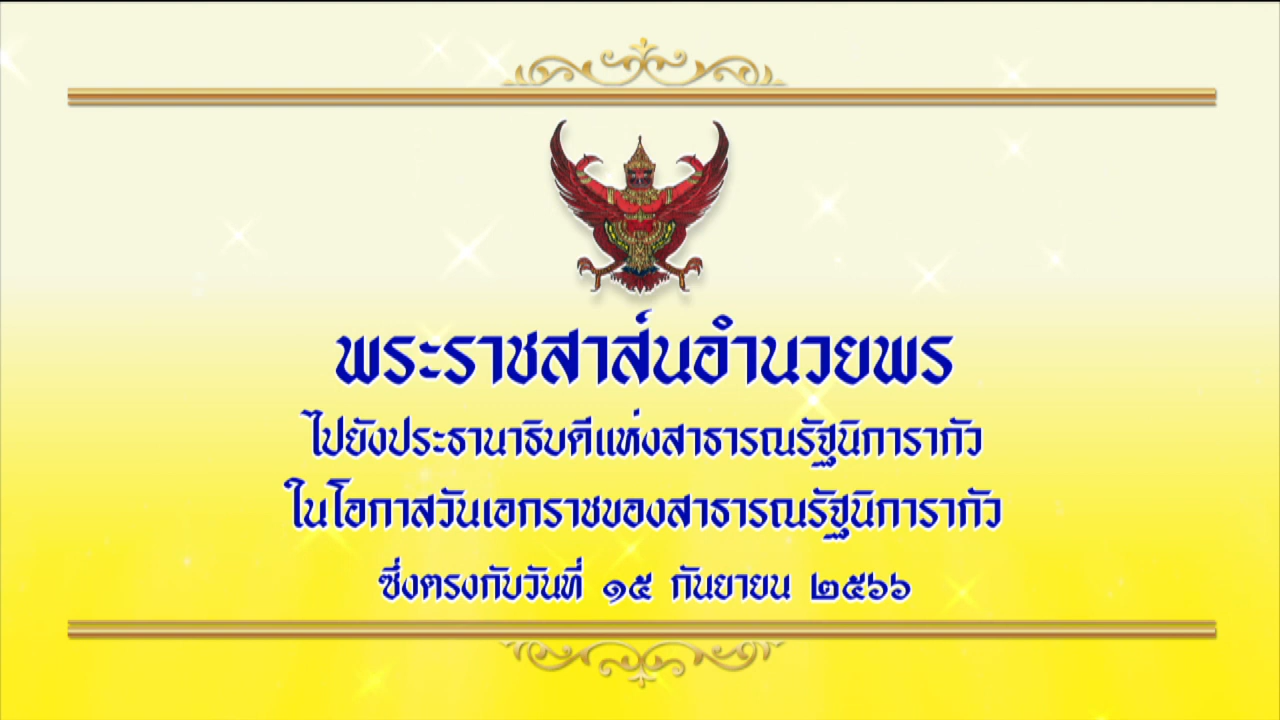 พระราชสาส์นอำนวยพร
ไปยังประธานาธิบดีแห่งสาธารณรัฐนิการากัว
ในโอกาสวันเอกราชของสาธารณรัฐนิการากัว
ซึ่งตรงกับวันที่ ๑๕ กันยายน ๒๕๖๖